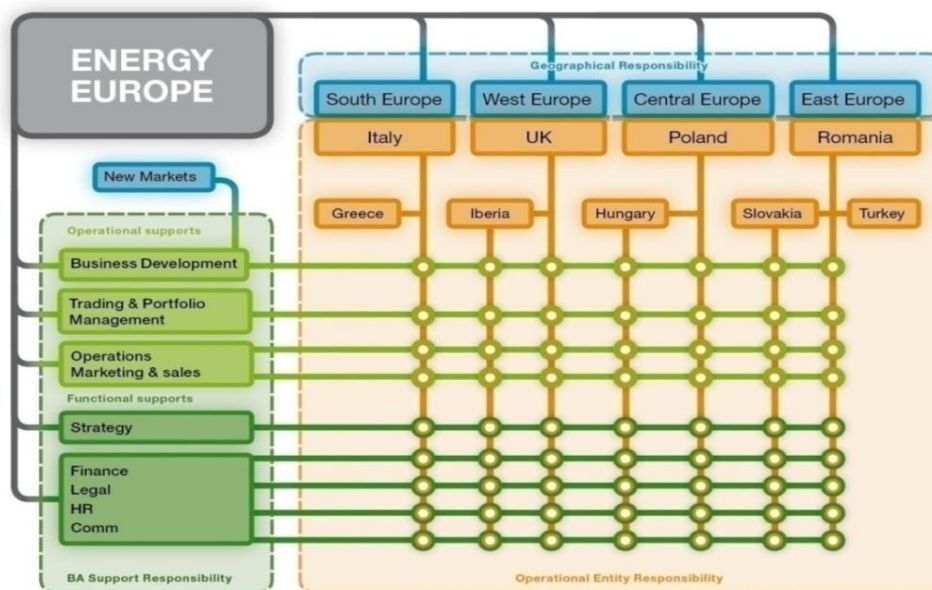 ENERGY
EUROPE
Geographical Responsibility
South Europe
West Europe
Central Europe
East Europe
Italy
UK
Poland
Romania
New Markets
Greece
Iberia
Hungary
Slovakia
Turkey
Operational supports
Business Development
Trading & Portfolio
Management
Operations
Marketing & sales
Functional supports
Strategy
Finance
Legal
HR
Comm
BA Support Responsibility
Operational Entity Responsibility